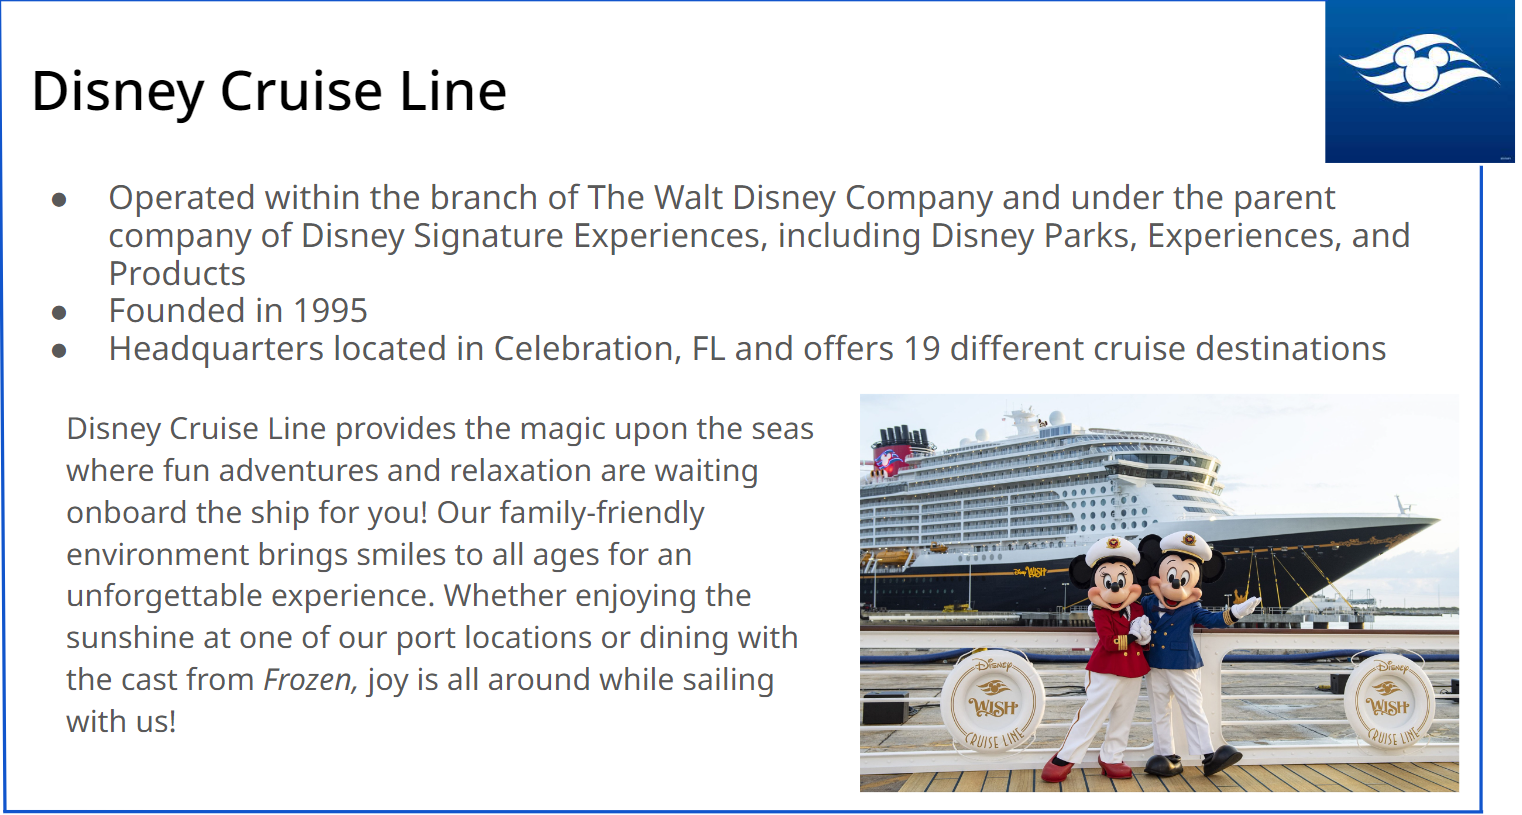 Disney Cruise Line
● Operated within the branch of The Walt Disney Company and under the parent
company of Disney Signature Experiences, including Disney Parks, Experiences, and
Products
● Founded in 1995
● Headquarters located in Celebration, FL and offers 19 different cruise destinations
Disney Cruise Line provides the magic upon the seas
where fun adventures and relaxation are waiting
onboard the ship for you! Our family-friendly
environment brings smiles to all ages for an
unforgettable experience. Whether enjoying the
sunshine at one of our port locations or dining with
the cast from Frozen, joy is all around while sailing
with us!
Disney WISH
Disney
WISH
CRUISE LINE
Disney
WISH
CRUISE LINE